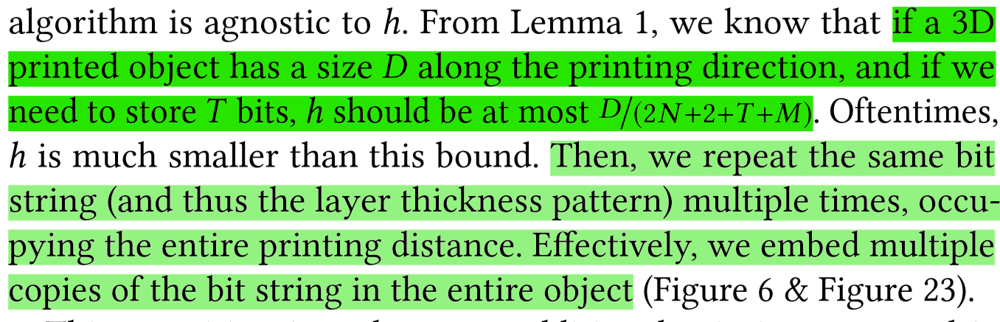 algorithm is agnostic to h. From Lemma 1, we know that if a 3D
printed object has a size D along the printing direction, and if we
need to store T bits, h should be at most D/(2N+2+T+M). Oftentimes,
h is much smaller than this bound. Then, we repeat the same bit
string (and thus the layer thickness pattern) multiple times, occu-
pying the entire printing distance. Effectively, we embed multiple
copies of the bit string in the entire object (Figure 6 & Figure 23).